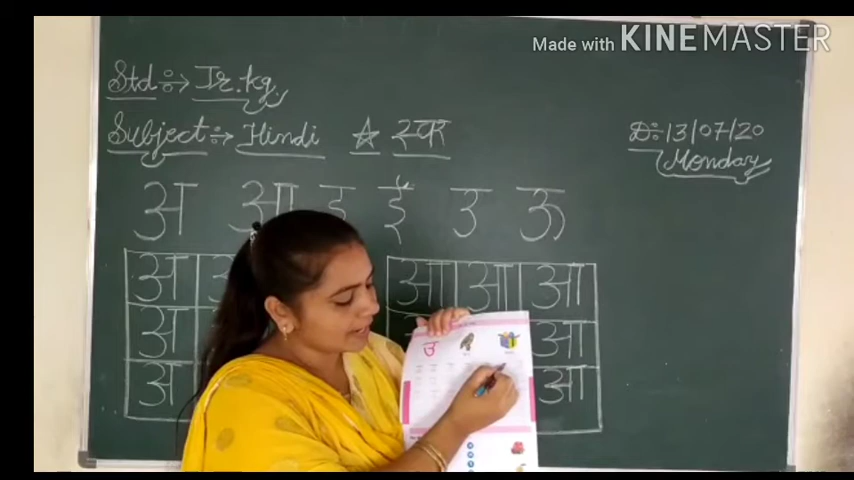 Made with KINEMASTER
Std :→ Jr. kg.
Subject :→ Hindi ☆ स्वर
D:- 13/07/20
Monday
अ आ इ ई उ ऊ
अ आ आ आ
अ आ
अ आ
उ